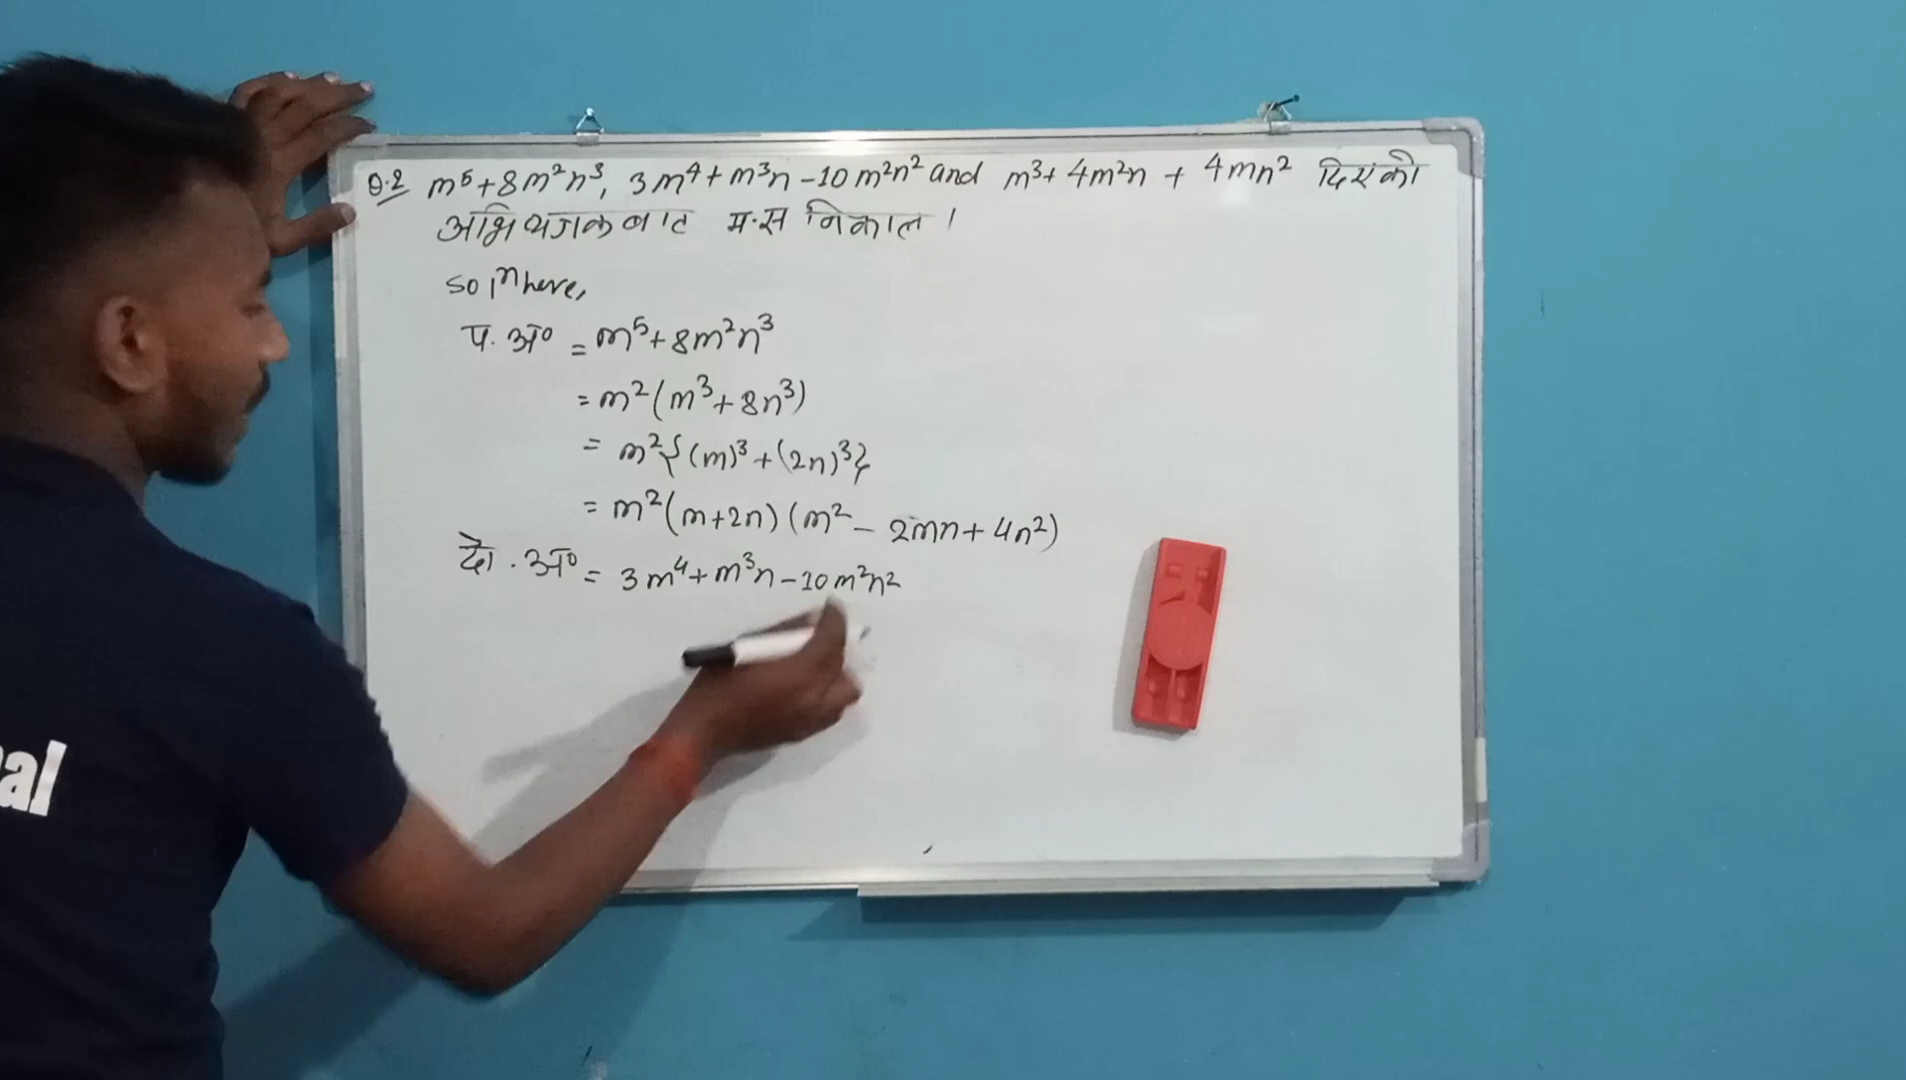 Q.2 m⁵+8m²n³, 3m⁴+m³n-10m²n² and m³+4m²n + 4mn² दिएको
अभिव्यंजकबाट म.स निकाल ।
solⁿ here,
प. अ० = m⁵+8m²n³
= m²(m³+8n³)
= m²{(m)³+(2n)³}
= m²(m+2n)(m²-2mn+4n²)
दो. अ० = 3m⁴+m³n-10m²n²
al